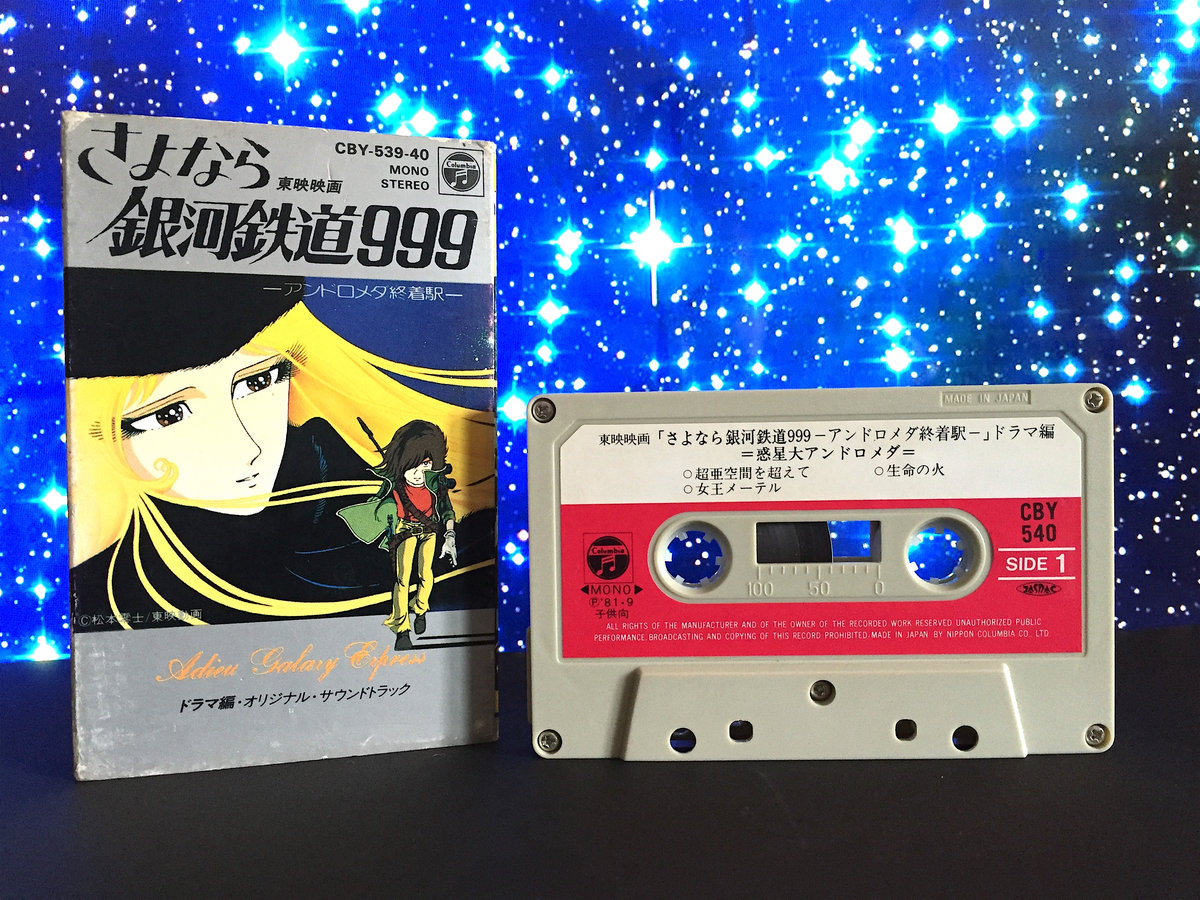 さよなら
東映映画
銀河鉄道999
CBY-539-40
MONO
STEREO
Columbia
—アンドロメダ終着駅—
©松本零士/東映動画
Adieu Galaxy Express
ドラマ編・オリジナル・サウンドトラック
MADE IN JAPAN
東映映画「さよなら銀河鉄道999－アンドロメダ終着駅－」ドラマ編
＝惑星大アンドロメダ＝
○超亜空間を超えて ○生命の火
○女王メーテル
CBY
540
SIDE 1
Columbia
◀MONO▶
Ⓟ'81・9
子供向
100 50 0
ALL RIGHTS OF THE MANUFACTURER AND OF THE OWNER OF THE RECORDED WORK RESERVED UNAUTHORIZED PUBLIC
PERFORMANCE, BROADCASTING AND COPYING OF THIS RECORD PROHIBITED. MADE IN JAPAN BY NIPPON COLUMBIA CO., LTD